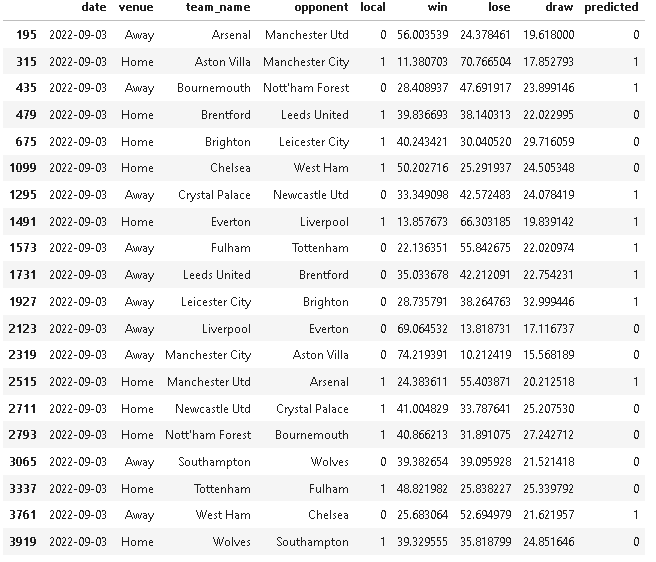 date venue team_name opponent local win lose draw predicted
195 2022-09-03 Away Arsenal Manchester Utd 0 56.003539 24.378461 19.618000 0
315 2022-09-03 Home Aston Villa Manchester City 1 11.380703 70.766504 17.852793 1
435 2022-09-03 Away Bournemouth Nott'ham Forest 0 28.408937 47.691917 23.899146 1
479 2022-09-03 Home Brentford Leeds United 1 39.836693 38.140313 22.022995 0
675 2022-09-03 Home Brighton Leicester City 1 40.243421 30.040520 29.716059 0
1099 2022-09-03 Home Chelsea West Ham 1 50.202716 25.291937 24.505348 0
1295 2022-09-03 Away Crystal Palace Newcastle Utd 0 33.349098 42.572483 24.078419 1
1491 2022-09-03 Home Everton Liverpool 1 13.857673 66.303185 19.839142 1
1573 2022-09-03 Away Fulham Tottenham 0 22.136351 55.842675 22.020974 1
1731 2022-09-03 Away Leeds United Brentford 0 35.033678 42.212091 22.754231 1
1927 2022-09-03 Away Leicester City Brighton 0 28.735791 38.264763 32.999446 1
2123 2022-09-03 Away Liverpool Everton 0 69.064532 13.818731 17.116737 0
2319 2022-09-03 Away Manchester City Aston Villa 0 74.219391 10.212419 15.568189 0
2515 2022-09-03 Home Manchester Utd Arsenal 1 24.383611 55.403871 20.212518 1
2711 2022-09-03 Home Newcastle Utd Crystal Palace 1 41.004829 33.787641 25.207530 0
2793 2022-09-03 Home Nott'ham Forest Bournemouth 1 40.866213 31.891075 27.242712 0
3065 2022-09-03 Away Southampton Wolves 0 39.382654 39.095928 21.521418 0
3337 2022-09-03 Home Tottenham Fulham 1 48.821982 25.838227 25.339792 0
3761 2022-09-03 Away West Ham Chelsea 0 25.683064 52.694979 21.621957 1
3919 2022-09-03 Home Wolves Southampton 1 39.329555 35.818799 24.851646 0